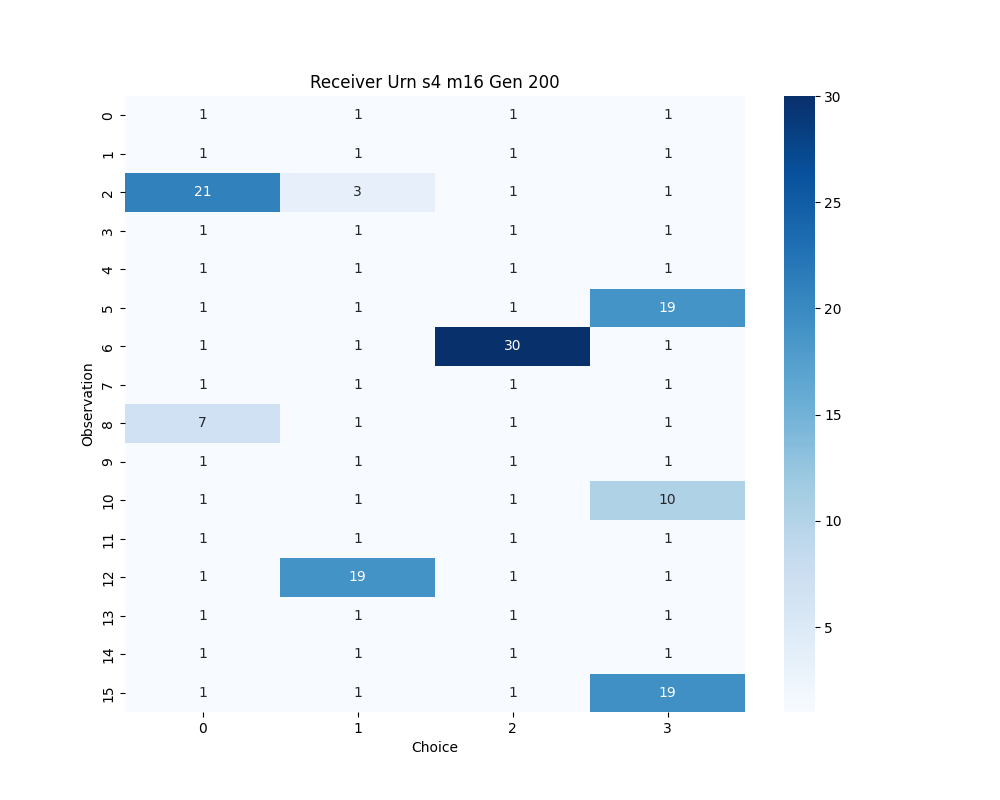 Receiver Urn s4 m16 Gen 200
0 1 1 1 1
1 1 1 1 1
2 21 3 1 1
3 1 1 1 1
4 1 1 1 1
5 1 1 1 19
6 1 1 30 1
7 1 1 1 1
8 7 1 1 1
9 1 1 1 1
10 1 1 1 10
11 1 1 1 1
12 1 19 1 1
13 1 1 1 1
14 1 1 1 1
15 1 1 1 19
0 1 2 3
Choice
Observation
30
25
20
15
10
5